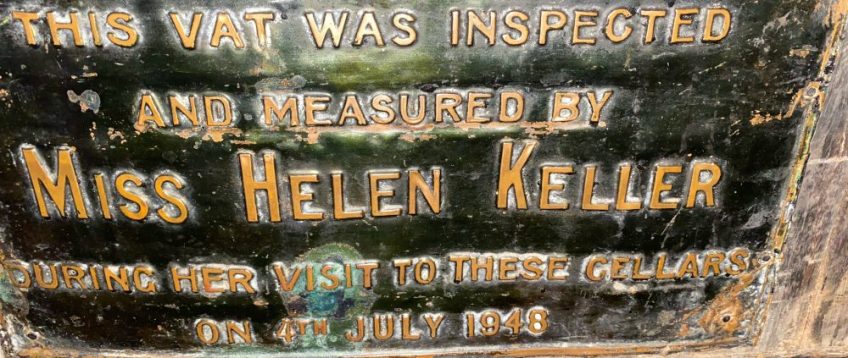 THIS VAT WAS INSPECTED
AND MEASURED BY
MISS HELEN KELLER
DURING HER VISIT TO THESE CELLARS
ON 4TH JULY 1948